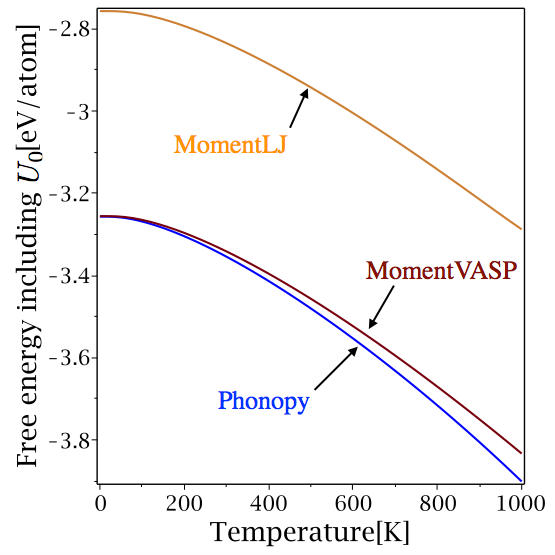 Free energy including U₀[eV/atom]
−2.8
−3
−3.2
−3.4
−3.6
−3.8
MomentLJ
MomentVASP
Phonopy
0 200 400 600 800 1000
Temperature[K]